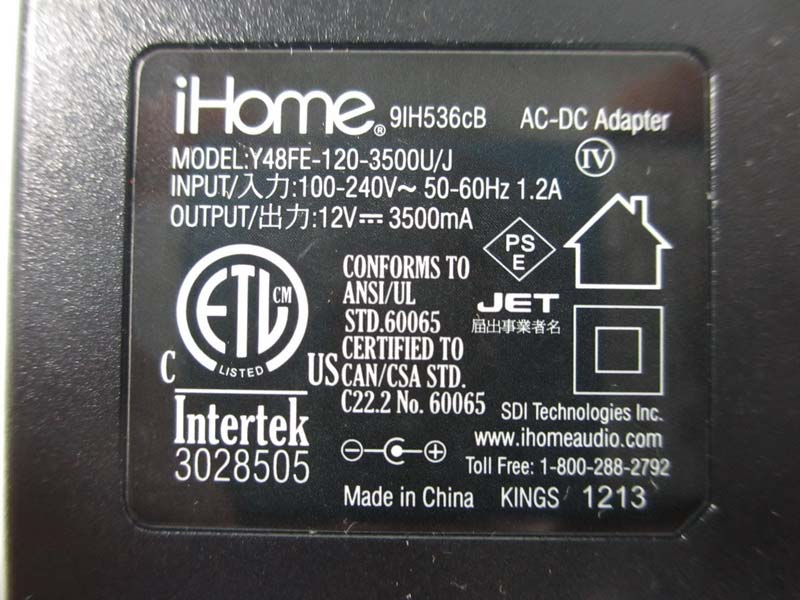 iHome® 9IH536cB AC-DC Adapter
MODEL:Y48FE-120-3500U/J
IV
INPUT/入力:100-240V~ 50-60Hz 1.2A
OUTPUT/出力:12V⎓ 3500mA
PS
E
JET
届出事業者名
ETL CM
LISTED
C US
Intertek
3028505
CONFORMS TO
ANSI/UL
STD.60065
CERTIFIED TO
CAN/CSA STD.
C22.2 No. 60065
SDI Technologies Inc.
www.ihomeaudio.com
Toll Free: 1-800-288-2792
Made in China KINGS 1213